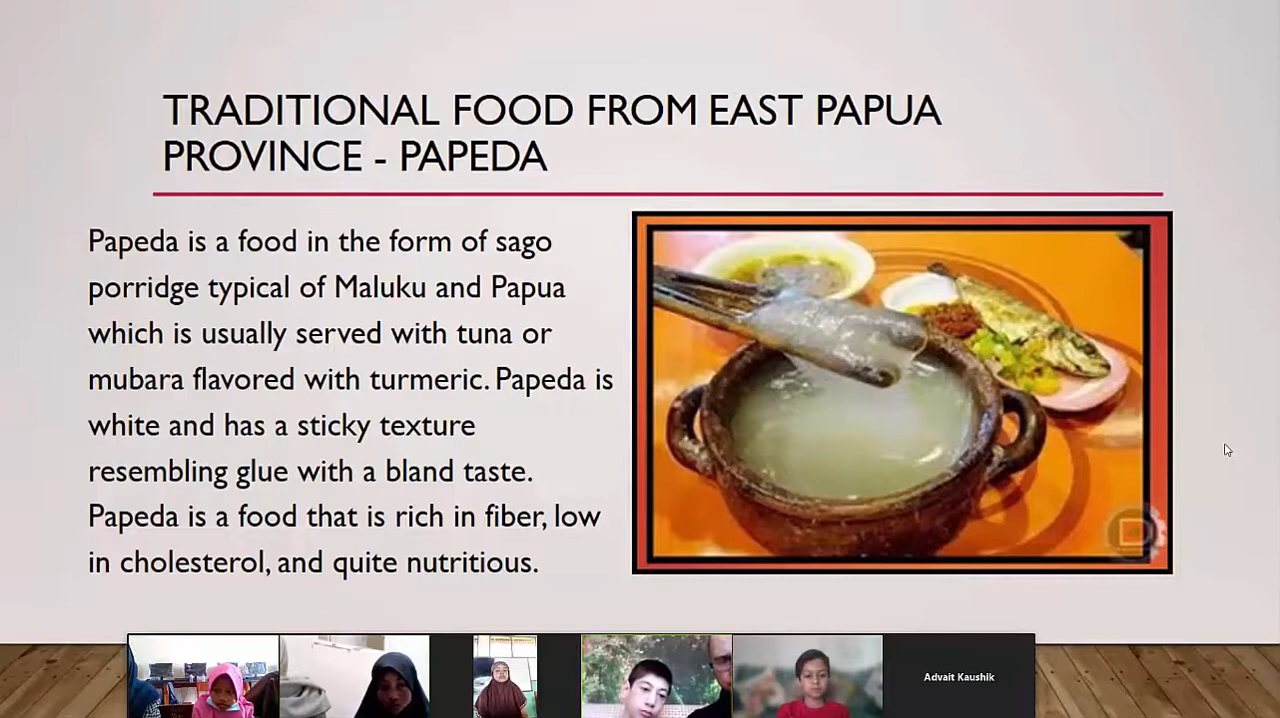 TRADITIONAL FOOD FROM EAST PAPUA
PROVINCE - PAPEDA
Papeda is a food in the form of sago
porridge typical of Maluku and Papua
which is usually served with tuna or
mubara flavored with turmeric. Papeda is
white and has a sticky texture
resembling glue with a bland taste.
Papeda is a food that is rich in fiber, low
in cholesterol, and quite nutritious.
Advait Kaushik